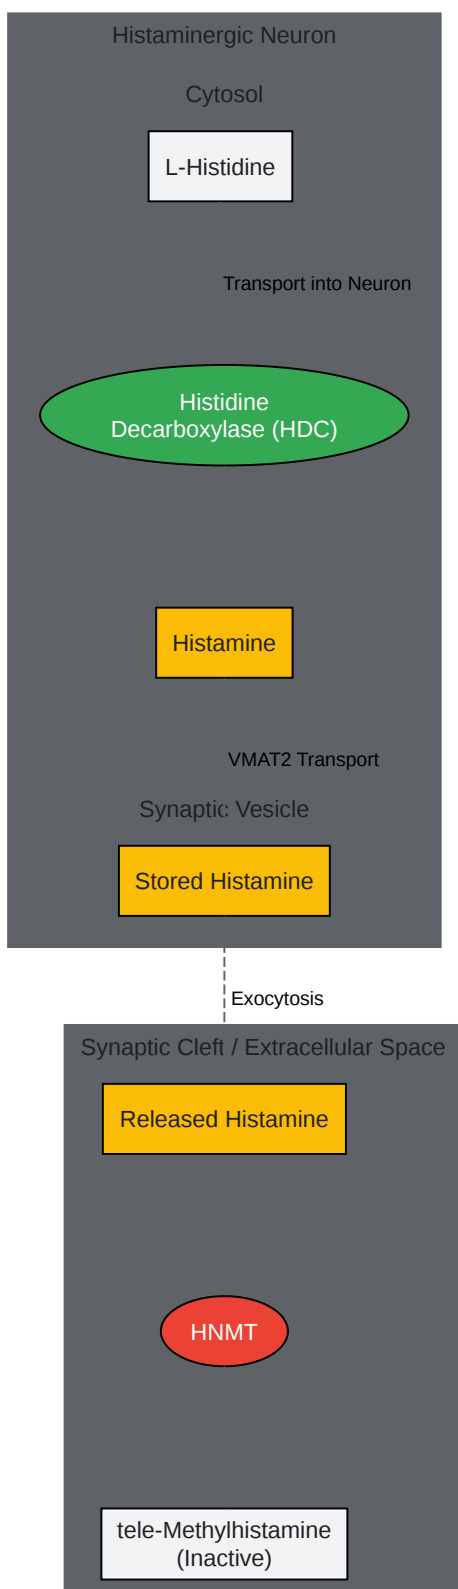 Histaminergic Neuron
Cytosol
L-Histidine
Transport into Neuron
Histidine
Decarboxylase (HDC)
Histamine
VMAT2 Transport
Synaptic Vesicle
Stored Histamine
Exocytosis
Synaptic Cleft / Extracellular Space
Released Histamine
HNMT
tele-Methylhistamine
(Inactive)